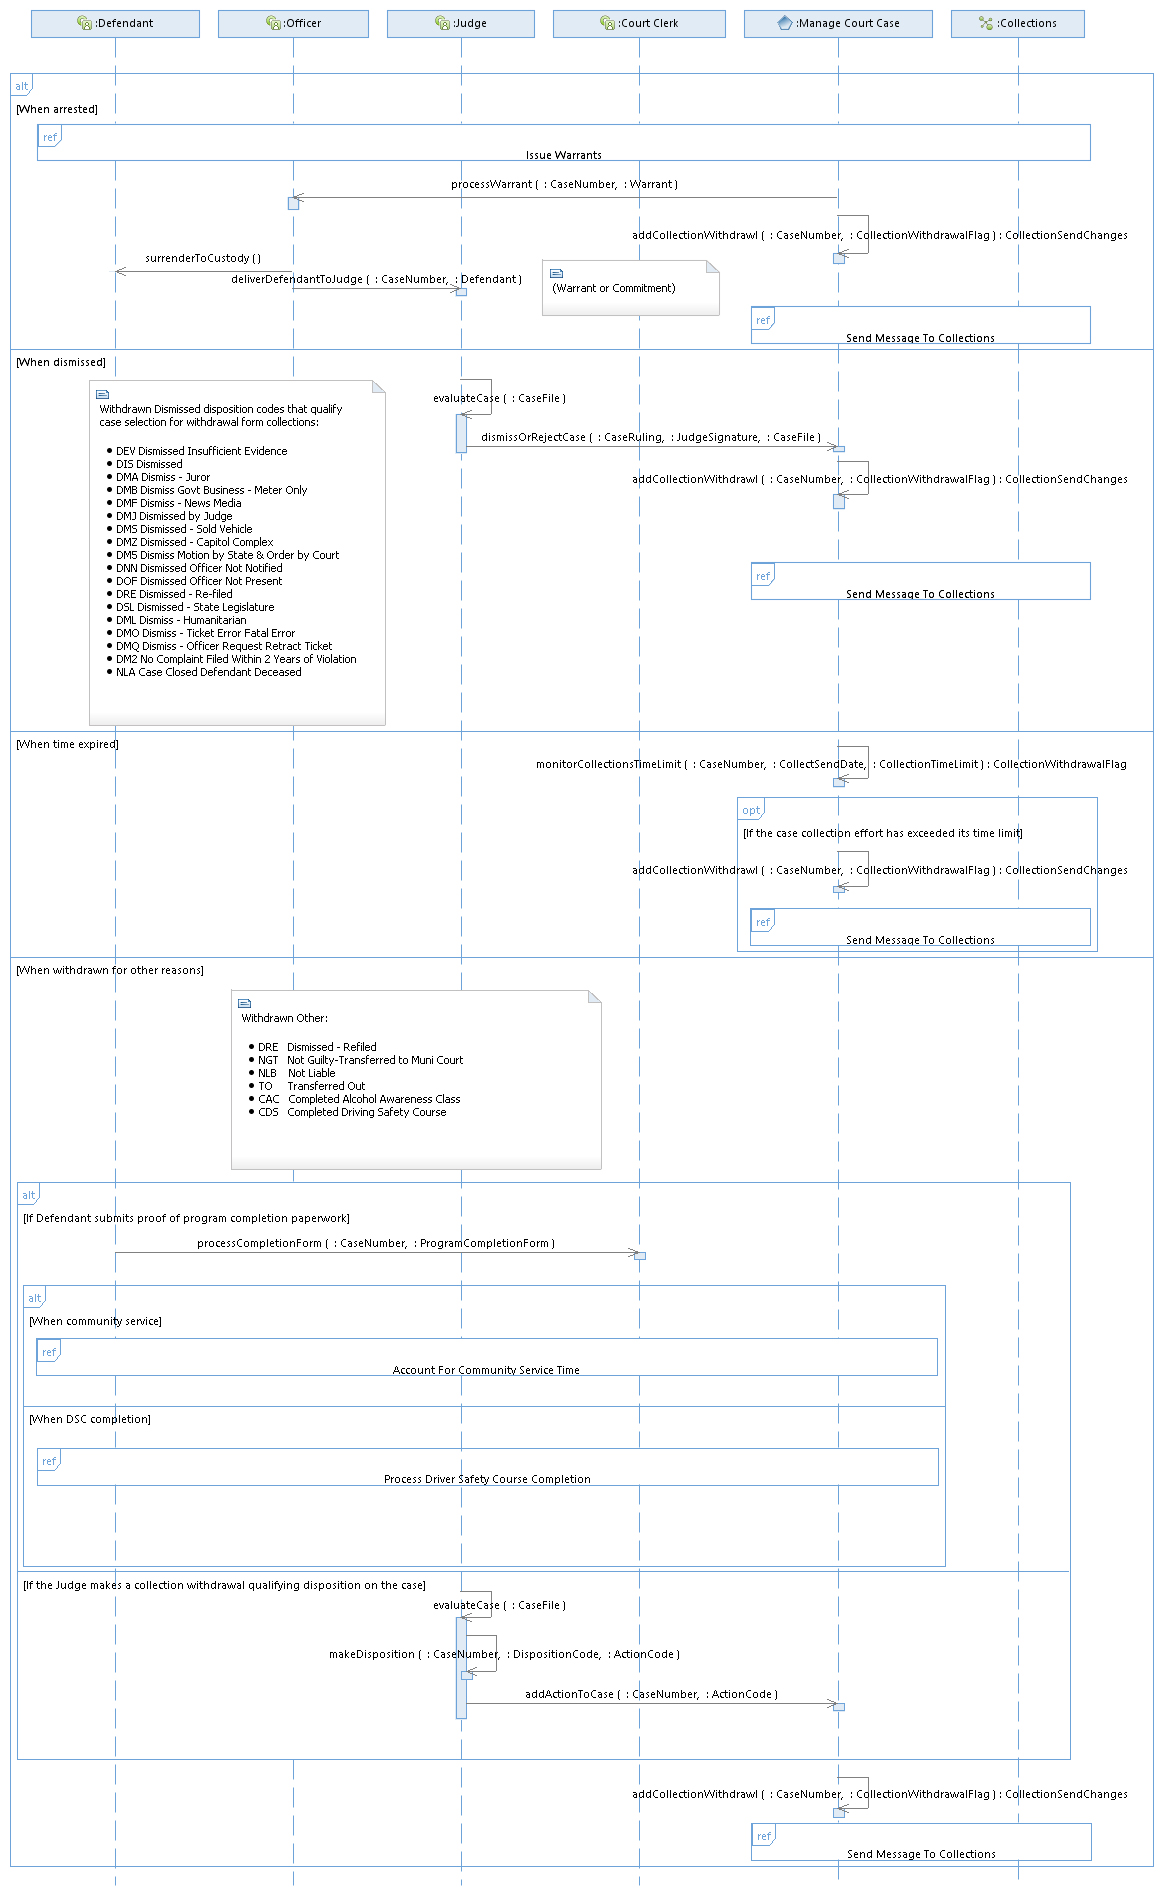 :Defendant
:Officer
:Judge
:Court Clerk
:Manage Court Case
:Collections
alt
[When arrested]
ref
Issue Warrants
processWarrant ( : CaseNumber, : Warrant )
addCollectionWithdrawl ( : CaseNumber, : CollectionWithdrawalFlag ) : CollectionSendChanges
surrenderToCustody ( )
deliverDefendantToJudge ( : CaseNumber, : Defendant )
(Warrant or Commitment)
ref
Send Message To Collections
[When dismissed]
Withdrawn Dismissed disposition codes that qualify
case selection for withdrawal form collections:
• DEV Dismissed Insufficient Evidence
• DIS Dismissed
• DMA Dismiss - Juror
• DMB Dismiss Govt Business - Meter Only
• DMF Dismiss - News Media
• DMJ Dismissed by Judge
• DMS Dismissed - Sold Vehicle
• DMZ Dismissed - Capitol Complex
• DM5 Dismiss Motion by State & Order by Court
• DNN Dismissed Officer Not Notified
• DOF Dismissed Officer Not Present
• DRE Dismissed - Re-filed
• DSL Dismissed - State Legislature
• DML Dismiss - Humanitarian
• DMO Dismiss - Ticket Error Fatal Error
• DMQ Dismiss - Officer Request Retract Ticket
• DM2 No Complaint Filed Within 2 Years of Violation
• NLA Case Closed Defendant Deceased
evaluateCase ( : CaseFile )
dismissOrRejectCase ( : CaseRuling, : JudgeSignature, : CaseFile )
addCollectionWithdrawl ( : CaseNumber, : CollectionWithdrawalFlag ) : CollectionSendChanges
ref
Send Message To Collections
[When time expired]
monitorCollectionsTimeLimit ( : CaseNumber, : CollectSendDate, : CollectionTimeLimit ) : CollectionWithdrawalFlag
opt
[If the case collection effort has exceeded its time limit]
addCollectionWithdrawl ( : CaseNumber, : CollectionWithdrawalFlag ) : CollectionSendChanges
ref
Send Message To Collections
[When withdrawn for other reasons]
Withdrawn Other:
• DRE Dismissed - Refiled
• NGT Not Guilty-Transferred to Muni Court
• NLB Not Liable
• TO Transferred Out
• CAC Completed Alcohol Awareness Class
• CDS Completed Driving Safety Course
alt
[If Defendant submits proof of program completion paperwork]
processCompletionForm ( : CaseNumber, : ProgramCompletionForm )
alt
[When community service]
ref
Account For Community Service Time
[When DSC completion]
ref
Process Driver Safety Course Completion
[If the Judge makes a collection withdrawal qualifying disposition on the case]
evaluateCase ( : CaseFile )
makeDisposition ( : CaseNumber, : DispositionCode, : ActionCode )
addActionToCase ( : CaseNumber, : ActionCode )
addCollectionWithdrawl ( : CaseNumber, : CollectionWithdrawalFlag ) : CollectionSendChanges
ref
Send Message To Collections